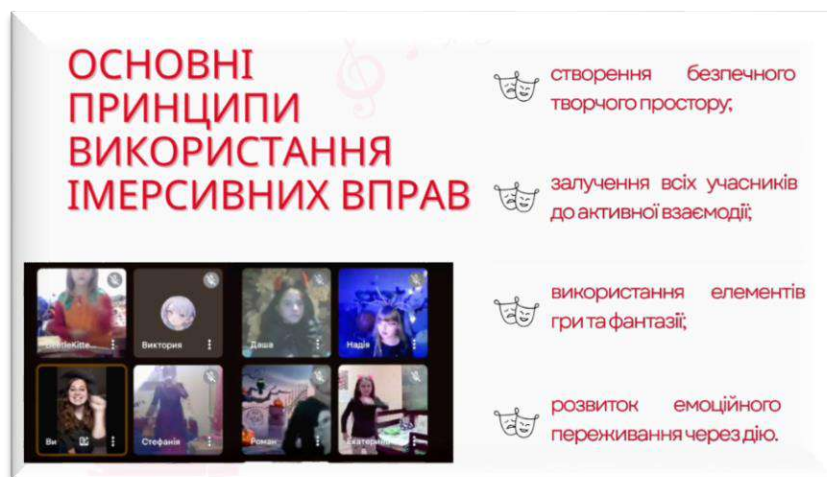 ОСНОВНІ
ПРИНЦИПИ
ВИКОРИСТАННЯ
ІМЕРСИВНИХ ВПРАВ
створення безпечного
творчого простору;
залучення всіх учасників
до активної взаємодії;
використання елементів
гри та фантазії;
розвиток емоційного
переживання через дію.
Виктория
Даша
Надія
Ви
Стефанія
Роман